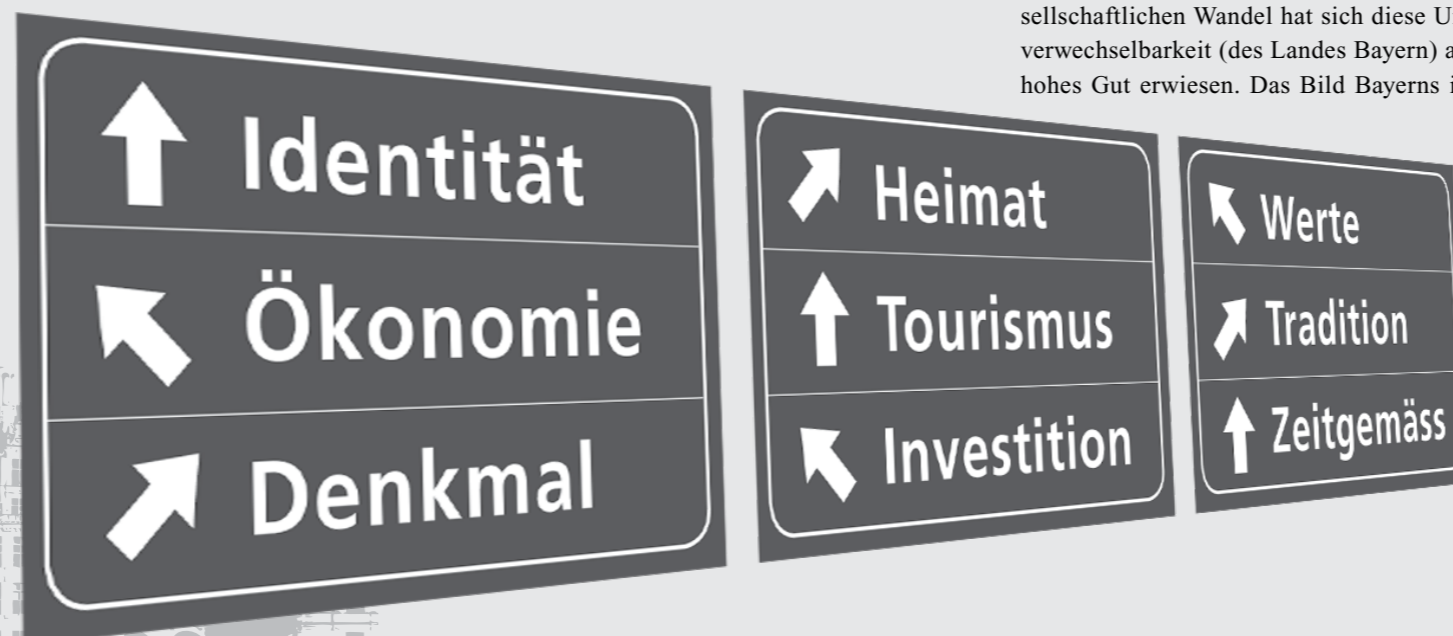 sellschaftlichen Wandel hat sich diese U
verwechselbarkeit (des Landes Bayern) a
hohes Gut erwiesen. Das Bild Bayerns i
Identität
Ökonomie
Denkmal
Heimat
Tourismus
Investition
Werte
Tradition
Zeitgemäss